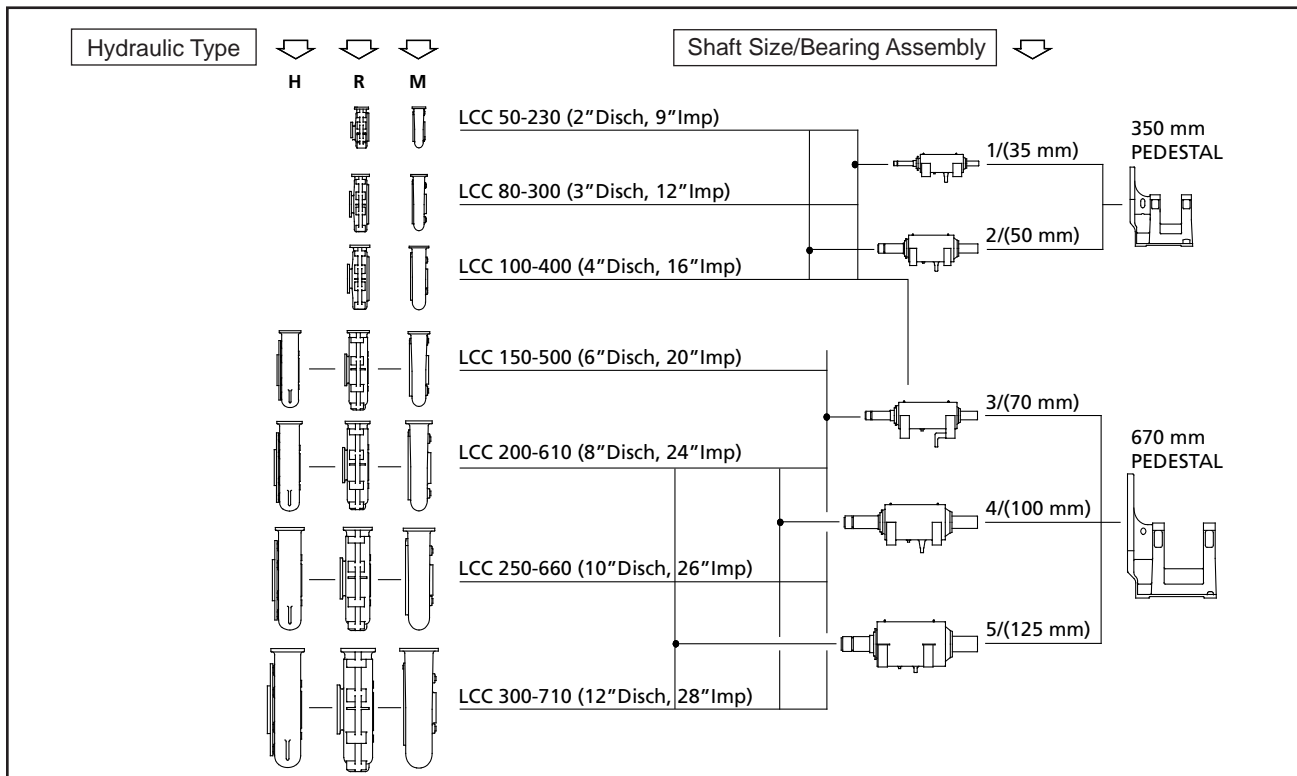 Hydraulic Type
Shaft Size/Bearing Assembly
H R M
LCC 50-230 (2”Disch, 9”Imp)
1/(35 mm)
350 mm
PEDESTAL
LCC 80-300 (3”Disch, 12”Imp)
2/(50 mm)
LCC 100-400 (4”Disch, 16”Imp)
LCC 150-500 (6”Disch, 20”Imp)
3/(70 mm)
LCC 200-610 (8”Disch, 24”Imp)
670 mm
PEDESTAL
4/(100 mm)
LCC 250-660 (10”Disch, 26”Imp)
5/(125 mm)
LCC 300-710 (12”Disch, 28”Imp)